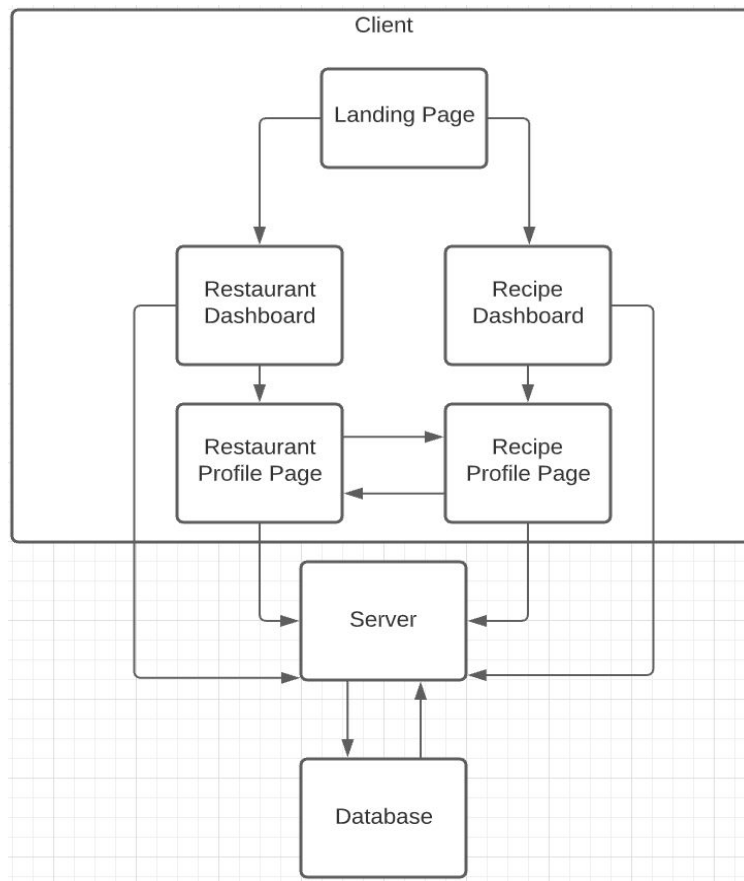 Client
Landing Page
Restaurant
Dashboard
Recipe
Dashboard
Restaurant
Profile Page
Recipe
Profile Page
Server
Database